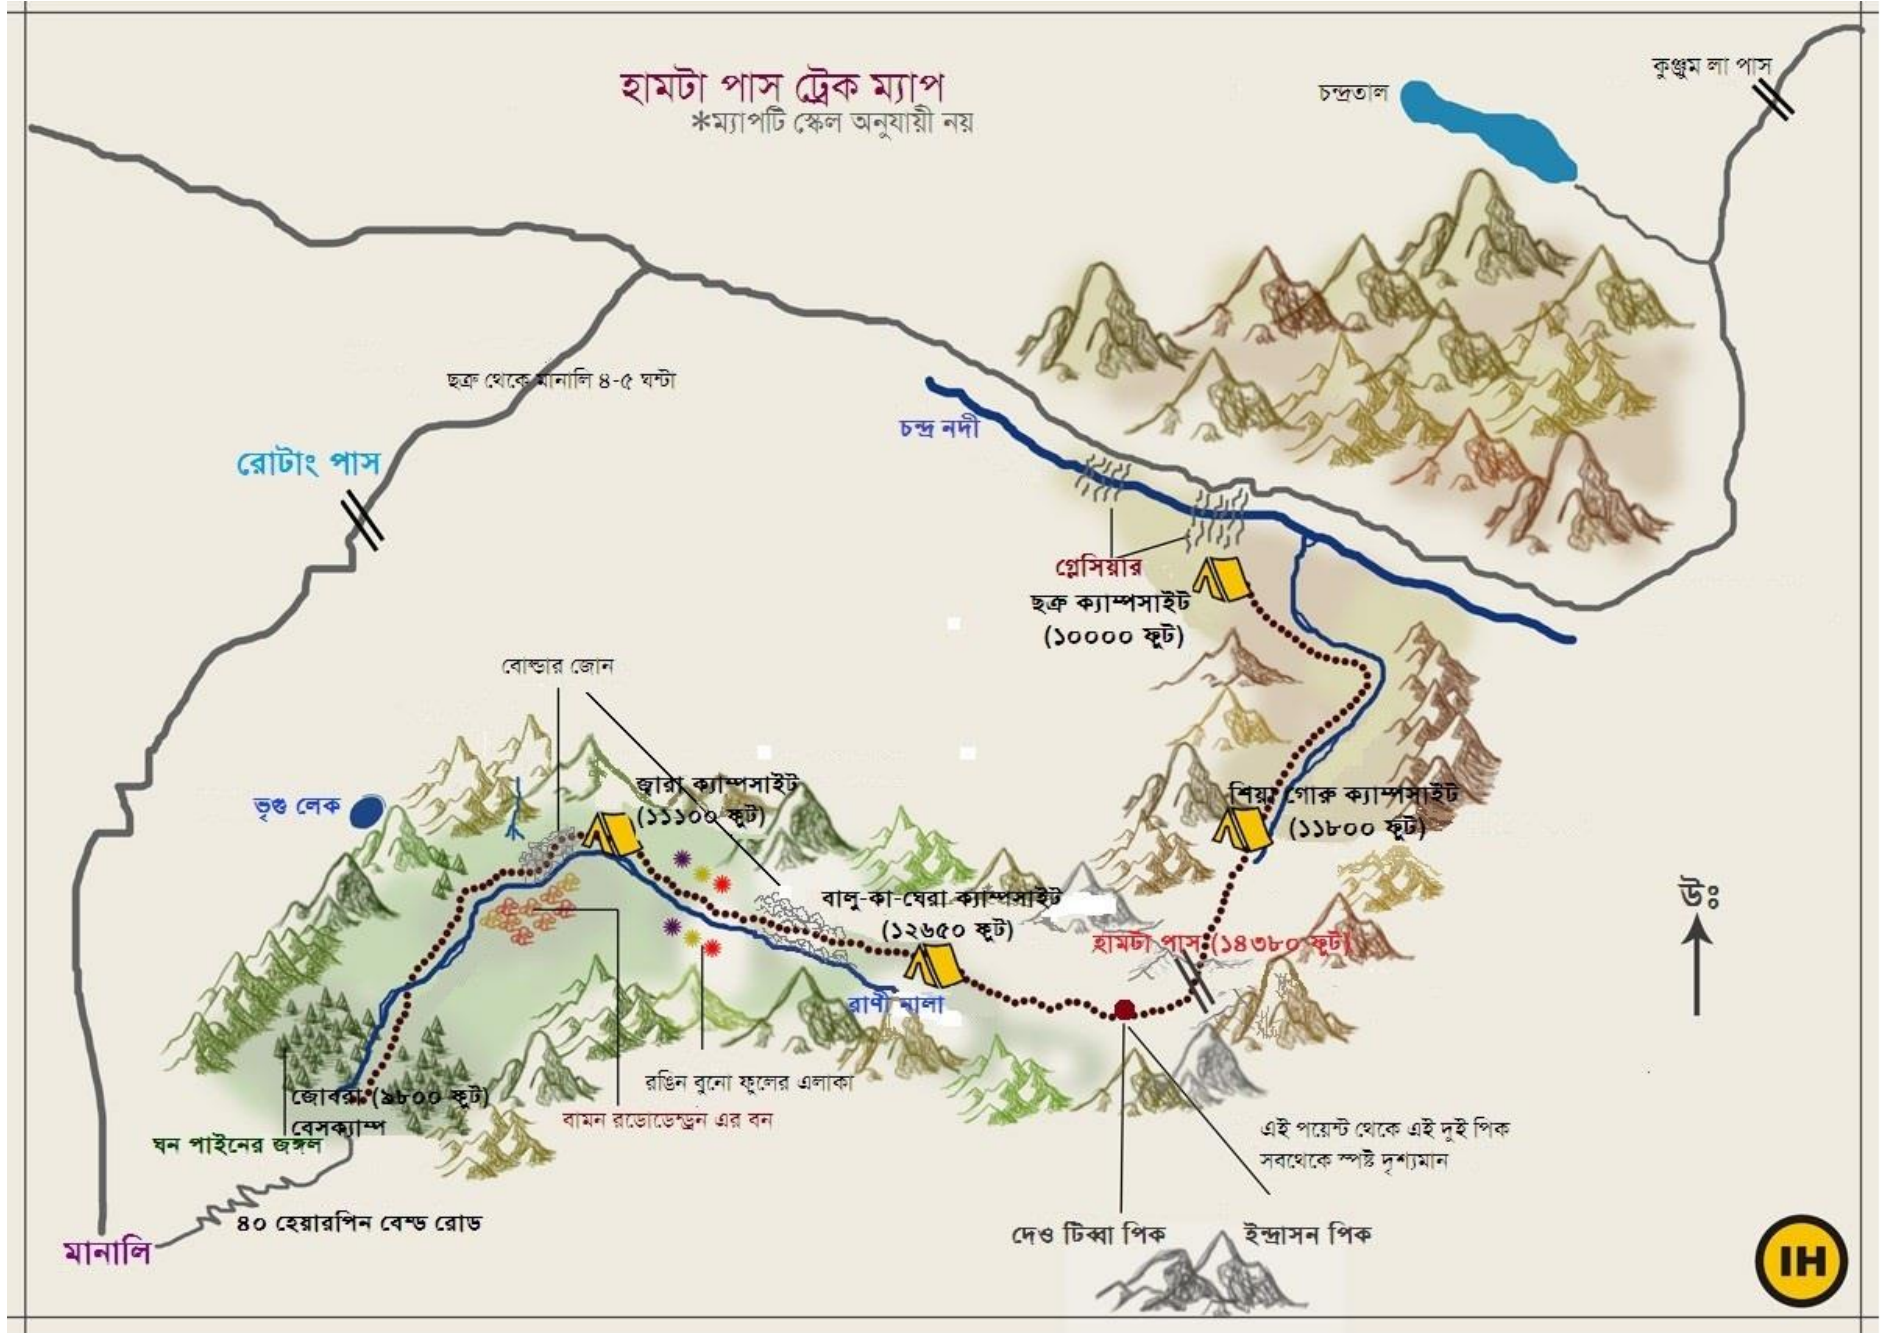 হামটা পাস ট্রেক ম্যাপ
*ম্যাপটি স্কেল অনুযায়ী নয়
কুঞ্জুম লা পাস
চন্দ্রতাল
ছত্রু থেকে মানালি ৪-৫ ঘন্টা
চন্দ্র নদী
রোটাং পাস
গ্লেসিয়ার
ছত্রু ক্যাম্পসাইট
(১০০০০ ফুট)
বোল্ডার জোন
জ্বারা ক্যাম্পসাইট
(১১১০০ ফুট)
শিয়া গোরু ক্যাম্পসাইট
(১১৮০০ ফুট)
ভৃগু লেক
বালু-কা-ঘেরা ক্যাম্পসাইট
(১২৬৫০ ফুট)
উঃ
হামটা পাস (১৪৩৮০ ফুট)
রাণী নালা
রঙিন বুনো ফুলের এলাকা
জোবরা (৯৮০০ ফুট)
বেসক্যাম্প
বামন রডোডেন্ড্রন এর বন
ঘন পাইনের জঙ্গল
এই পয়েন্ট থেকে এই দুই পিক
সবথেকে স্পষ্ট দৃশ্যমান
৪০ হেয়ারপিন বেন্ড রোড
দেও টিব্বা পিক
ইন্দ্রাসন পিক
মানালি
IH